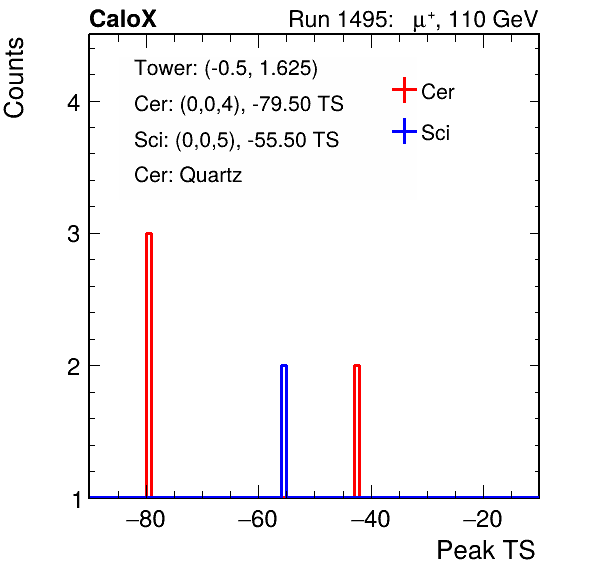 CaloX Run 1495: μ⁺, 110 GeV
Counts
Tower: (-0.5, 1.625)
Cer: (0,0,4), -79.50 TS
Sci: (0,0,5), -55.50 TS
Cer: Quartz
Cer
Sci
4
3
2
1
−80 −60 −40 −20
Peak TS